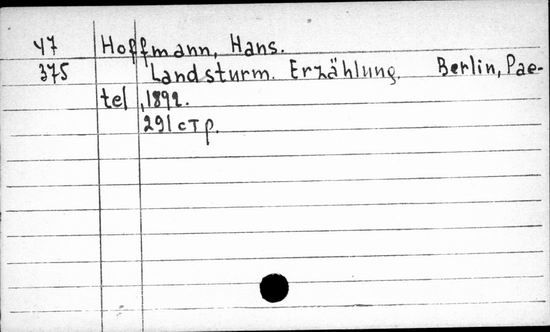 47 Hoffmann, Hans.
375 Landsturm. Erzählung. Berlin, Pae-
tel, 1892.
291 стр.